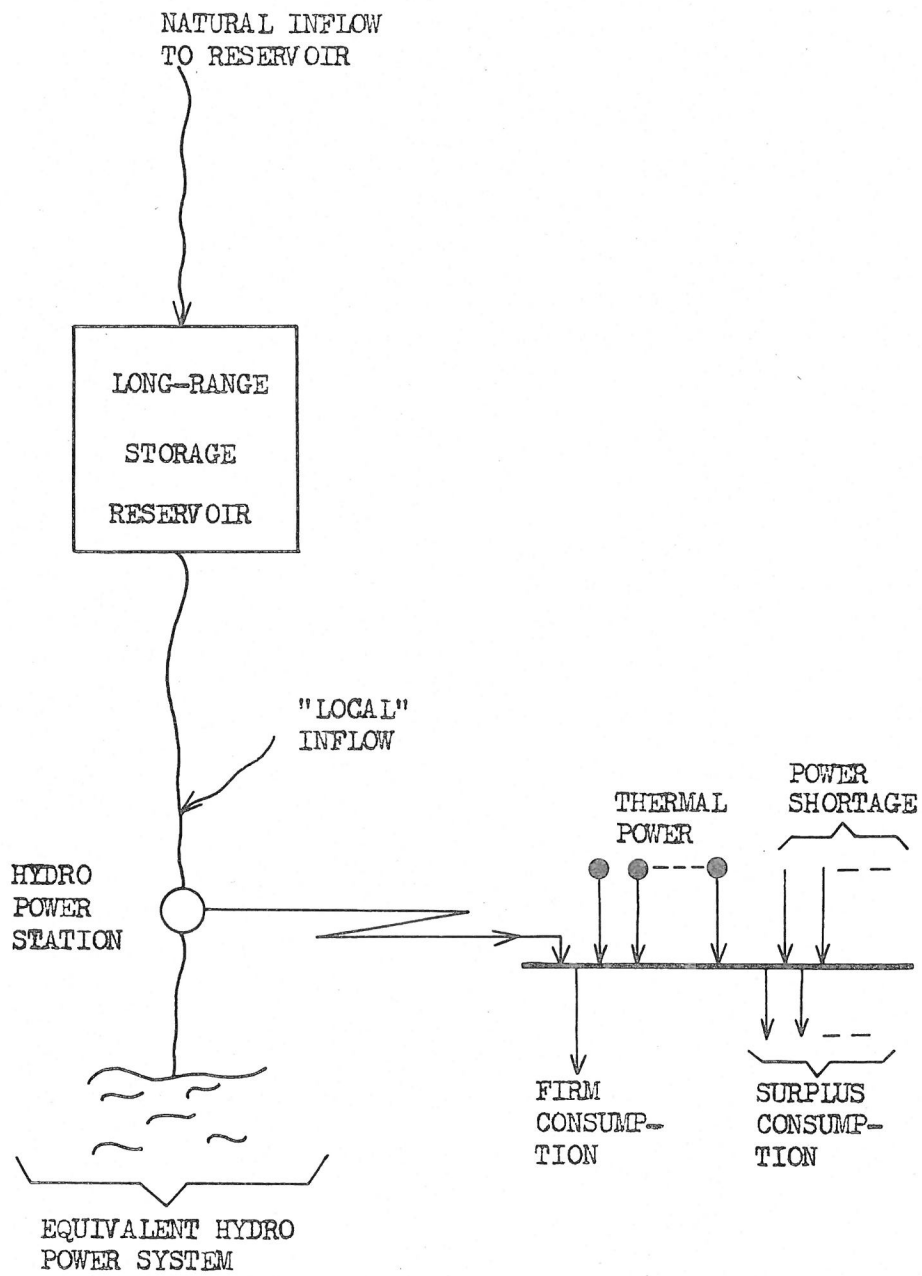 NATURAL INFLOW
TO RESERVOIR
LONG-RANGE
STORAGE
RESERVOIR
"LOCAL"
INFLOW
POWER
SHORTAGE
THERMAL
POWER
HYDRO
POWER
STATION
FIRM
CONSUMP-
TION
SURPLUS
CONSUMP-
TION
EQUIVALENT HYDRO
POWER SYSTEM